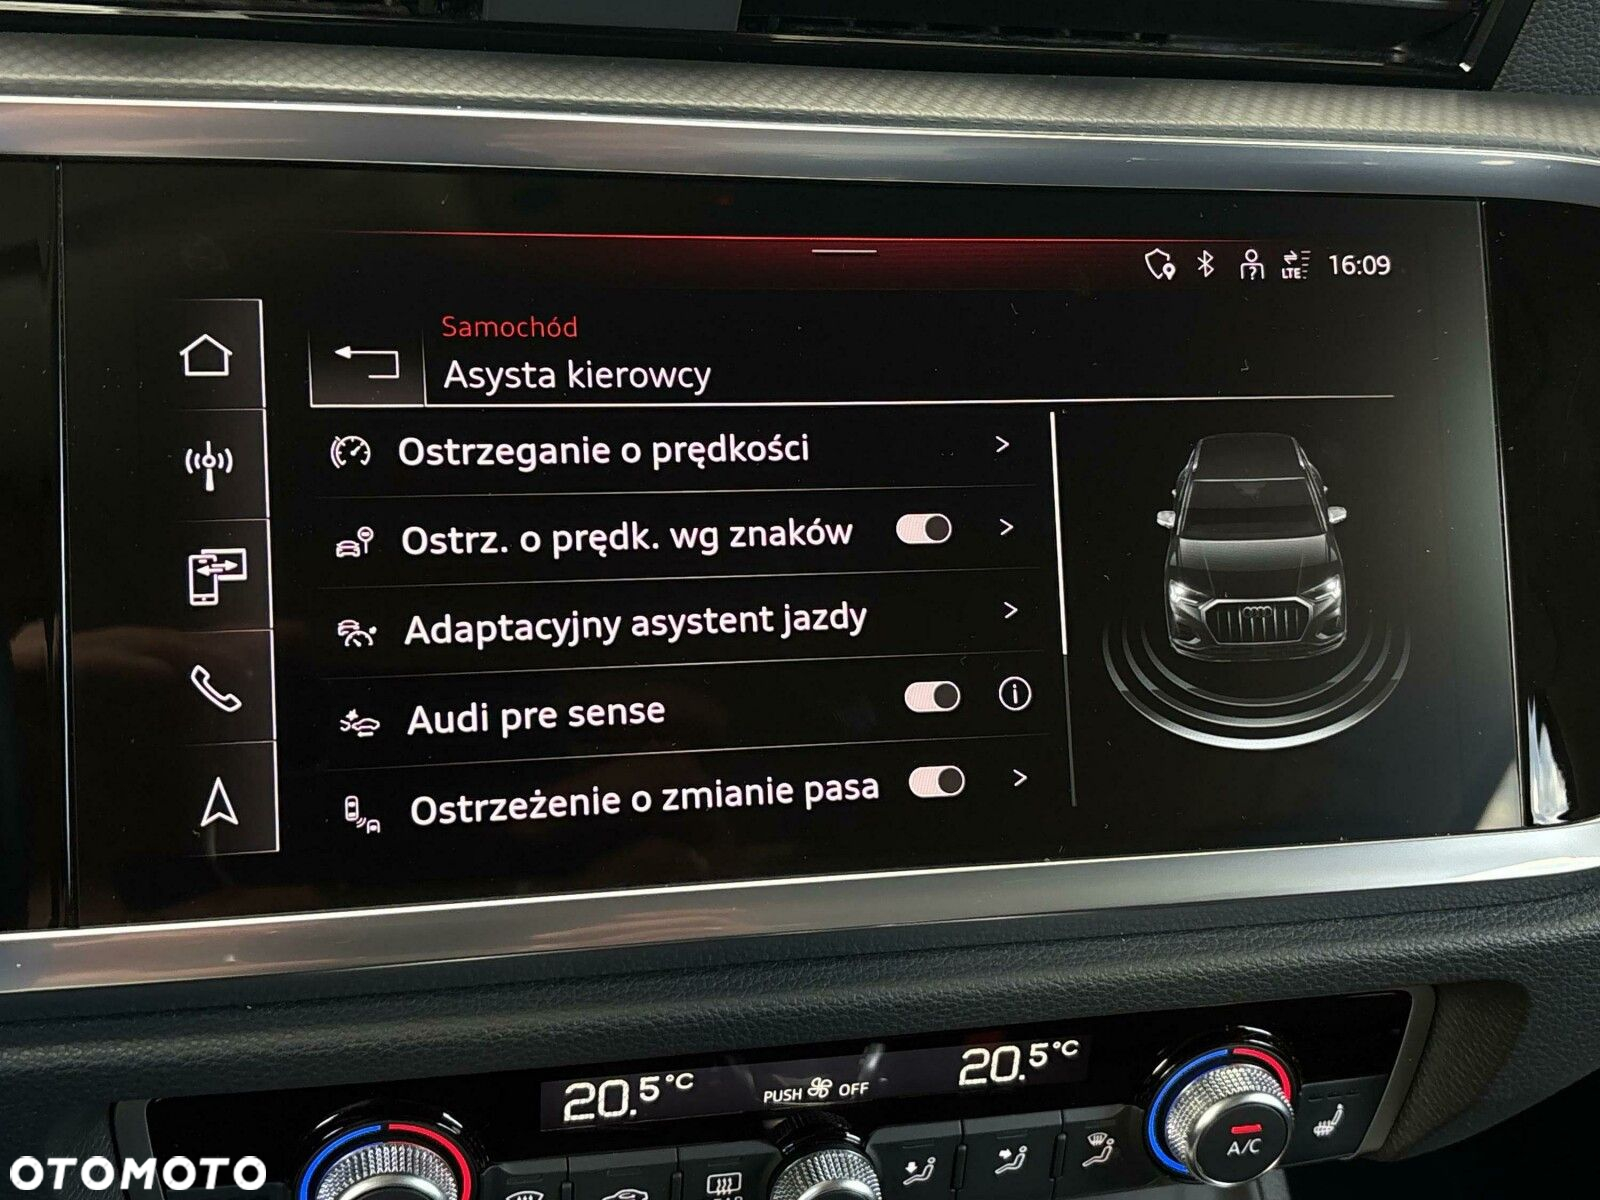 LTE
16:09
Samochód
Asysta kierowcy
Ostrzeganie o prędkości
Ostrz. o prędk. wg znaków
Adaptacyjny asystent jazdy
Audi pre sense
Ostrzeżenie o zmianie pasa
20.5°C
PUSH OFF
20.5°C
A/C
OTOMOTO